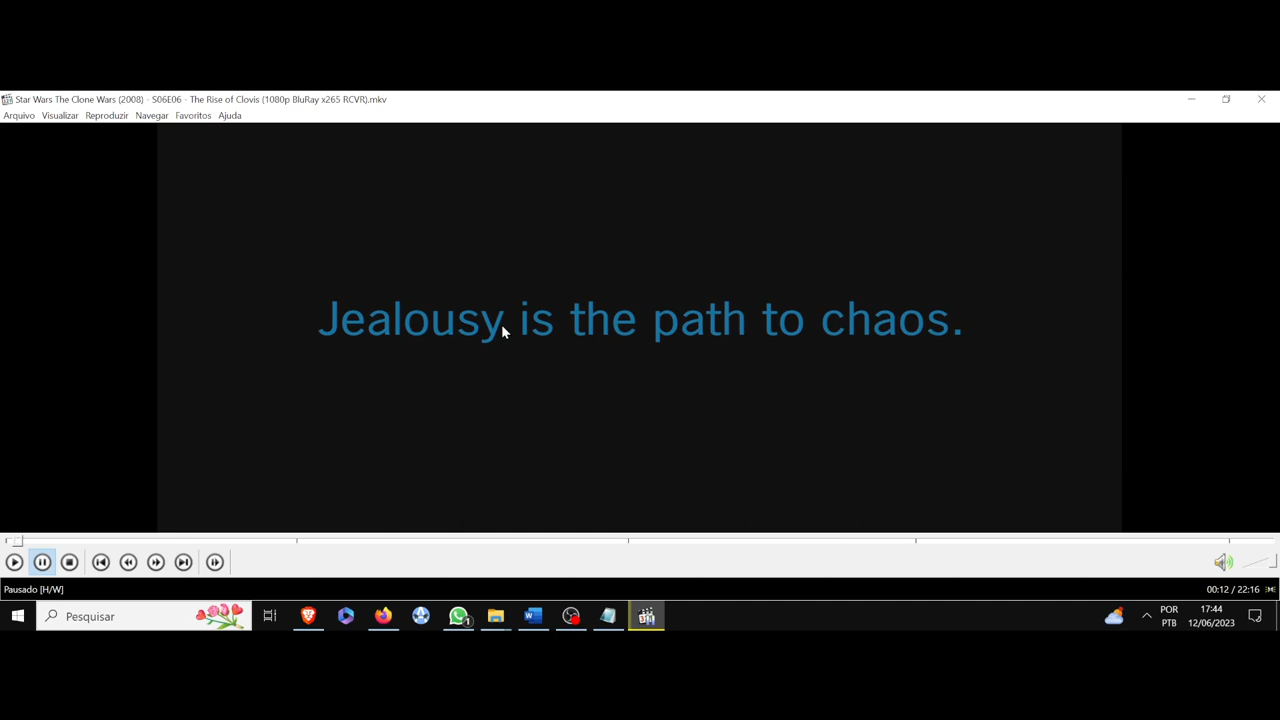 Star Wars The Clone Wars (2008) - S06E06 - The Rise of Clovis (1080p BluRay x265 RCVR).mkv
Arquivo Visualizar Reproduzir Navegar Favoritos Ajuda
Jealousy is the path to chaos.
Pausado [H/W] 00:12 / 22:16
Pesquisar
1
POR
PTB
17:44
12/06/2023